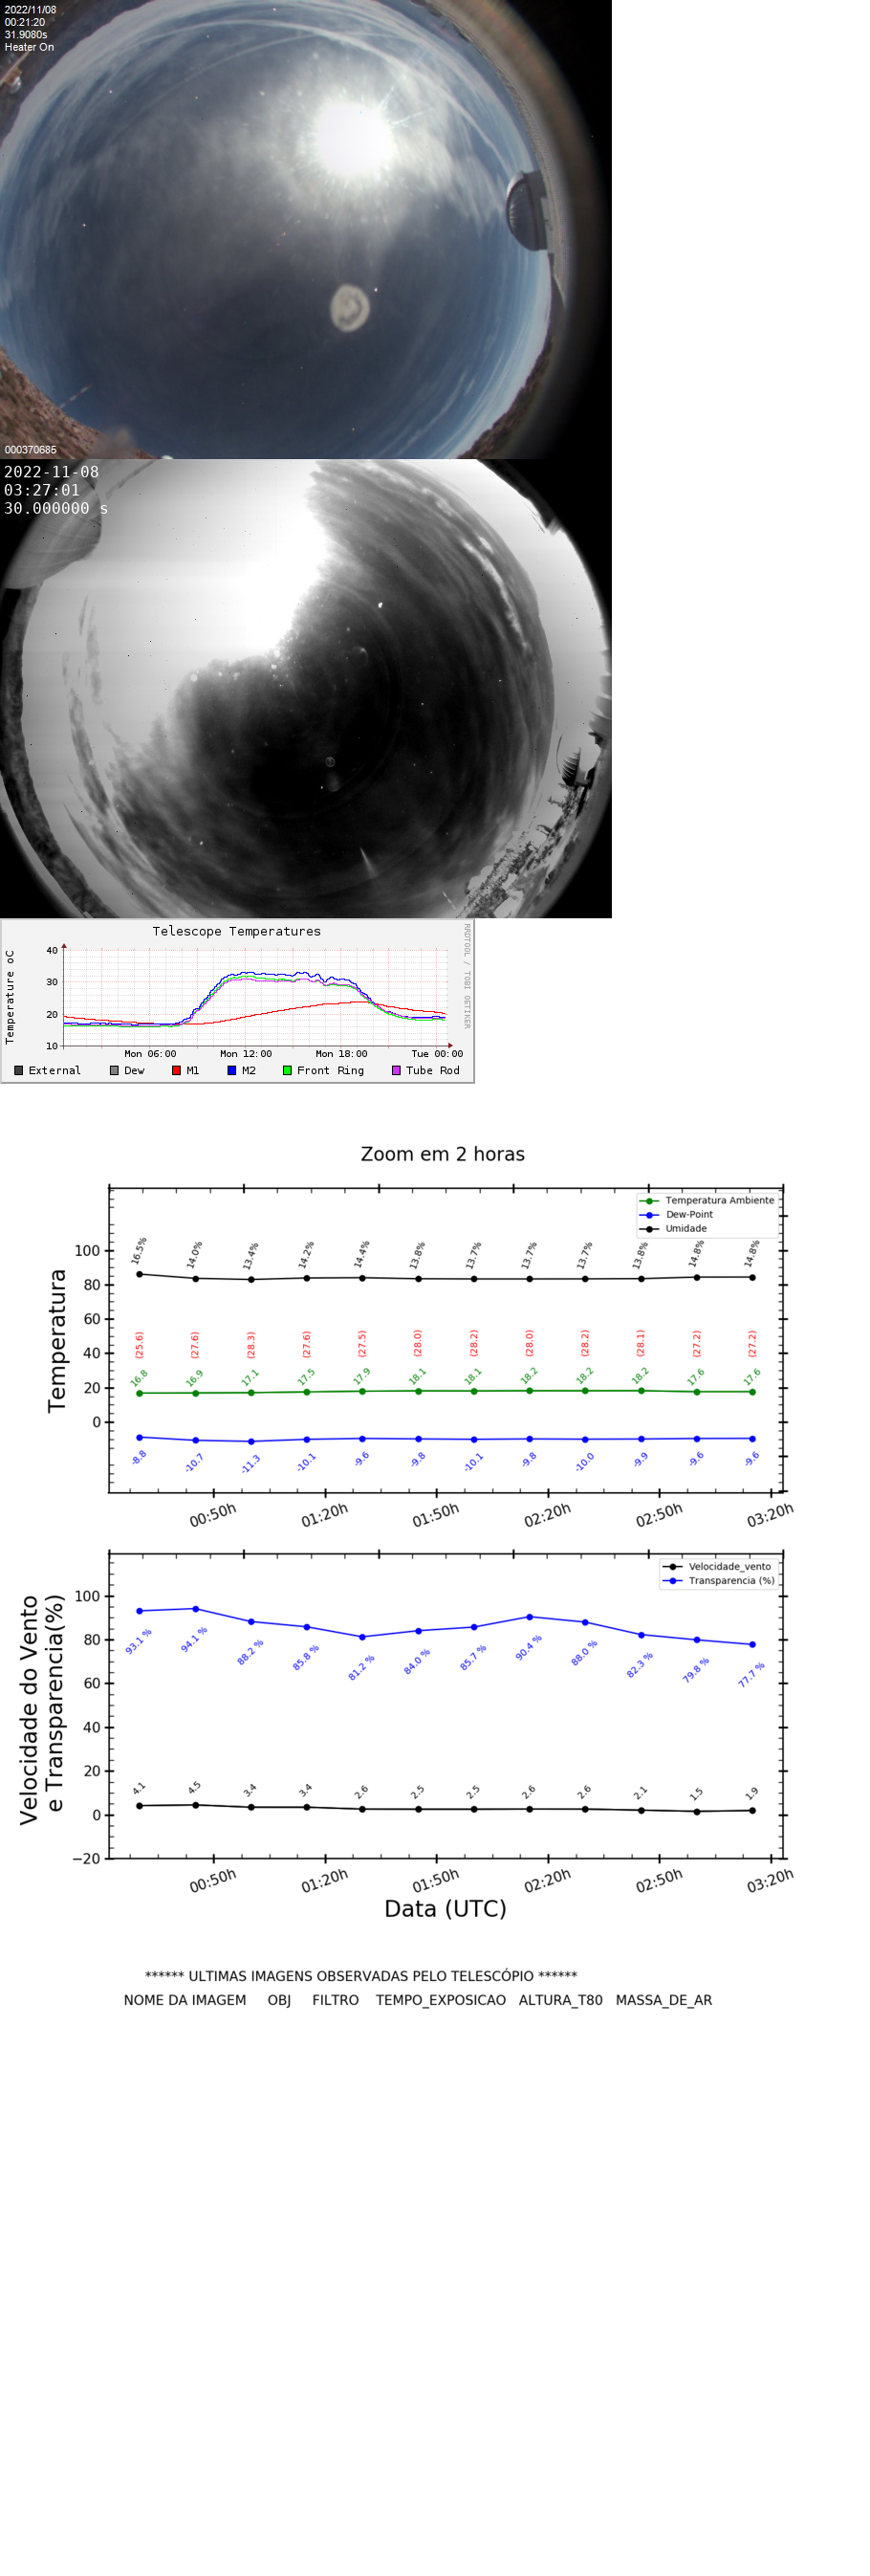 2022/11/08
00:21:20
31.9080s
Heater On
000370685
2022-11-08
03:27:01
30.000000 s
Telescope Temperatures
RRDTOOL / TOBI OETIKER
Temperature oC
40
30
20
10
Mon 06:00 Mon 12:00 Mon 18:00 Tue 00:00
External Dew M1 M2 Front Ring Tube Rod
Zoom em 2 horas
Temperatura Ambiente
Dew-Point
Umidade
Temperatura
100
80
60
40
20
0
16.5% 14.0% 13.4% 14.2% 14.4% 13.8% 13.7% 13.7% 13.7% 13.8% 14.8% 14.8%
(25.6) (27.6) (28.3) (27.6) (27.5) (28.0) (28.2) (28.0) (28.2) (28.1) (27.2) (27.2)
16.8 16.9 17.1 17.5 17.9 18.1 18.1 18.2 18.2 18.2 17.6 17.6
-8.8 -10.7 -11.3 -10.1 -9.6 -9.8 -10.1 -9.8 -10.0 -9.9 -9.6 -9.6
00:50h 01:20h 01:50h 02:20h 02:50h 03:20h
Velocidade_vento
Transparencia (%)
Velocidade do Vento
e Transparencia(%)
100
80
60
40
20
0
−20
93.1 % 94.1 % 88.2 % 85.8 % 81.2 % 84.0 % 85.7 % 90.4 % 88.0 % 82.3 % 79.8 % 77.7 %
4.1 4.5 3.4 3.4 2.6 2.5 2.5 2.6 2.6 2.1 1.5 1.9
00:50h 01:20h 01:50h 02:20h 02:50h 03:20h
Data (UTC)
****** ULTIMAS IMAGENS OBSERVADAS PELO TELESCÓPIO ******
NOME DA IMAGEM OBJ FILTRO TEMPO_EXPOSICAO ALTURA_T80 MASSA_DE_AR